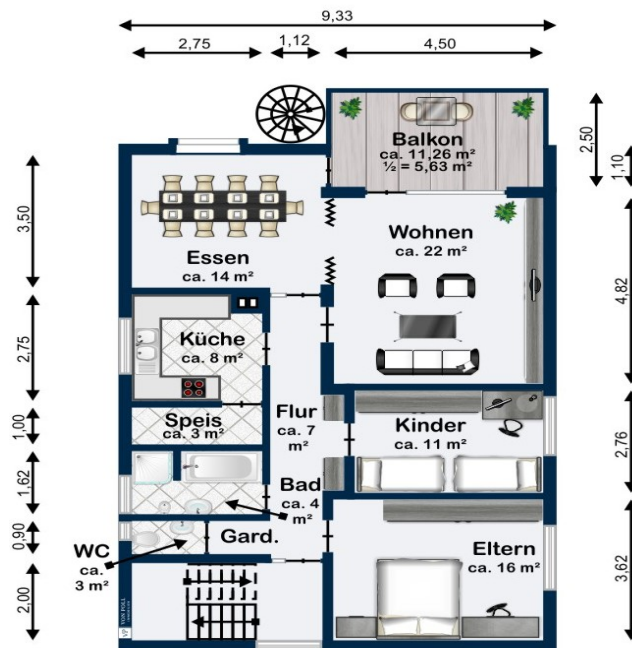 9,33
2,75
1,12
4,50
Balkon
ca. 11,26 m²
½ = 5,63 m²
2,50
1,10
3,50
Essen
ca. 14 m²
Wohnen
ca. 22 m²
4,82
2,75
Küche
ca. 8 m²
1,00
Speis
ca. 3 m²
Flur
ca. 7
m²
Kinder
ca. 11 m²
2,76
1,62
Bad
ca. 4
m²
0,90
WC
ca.
3 m²
Gard.
Eltern
ca. 16 m²
3,62
2,00
VP
VON POLL